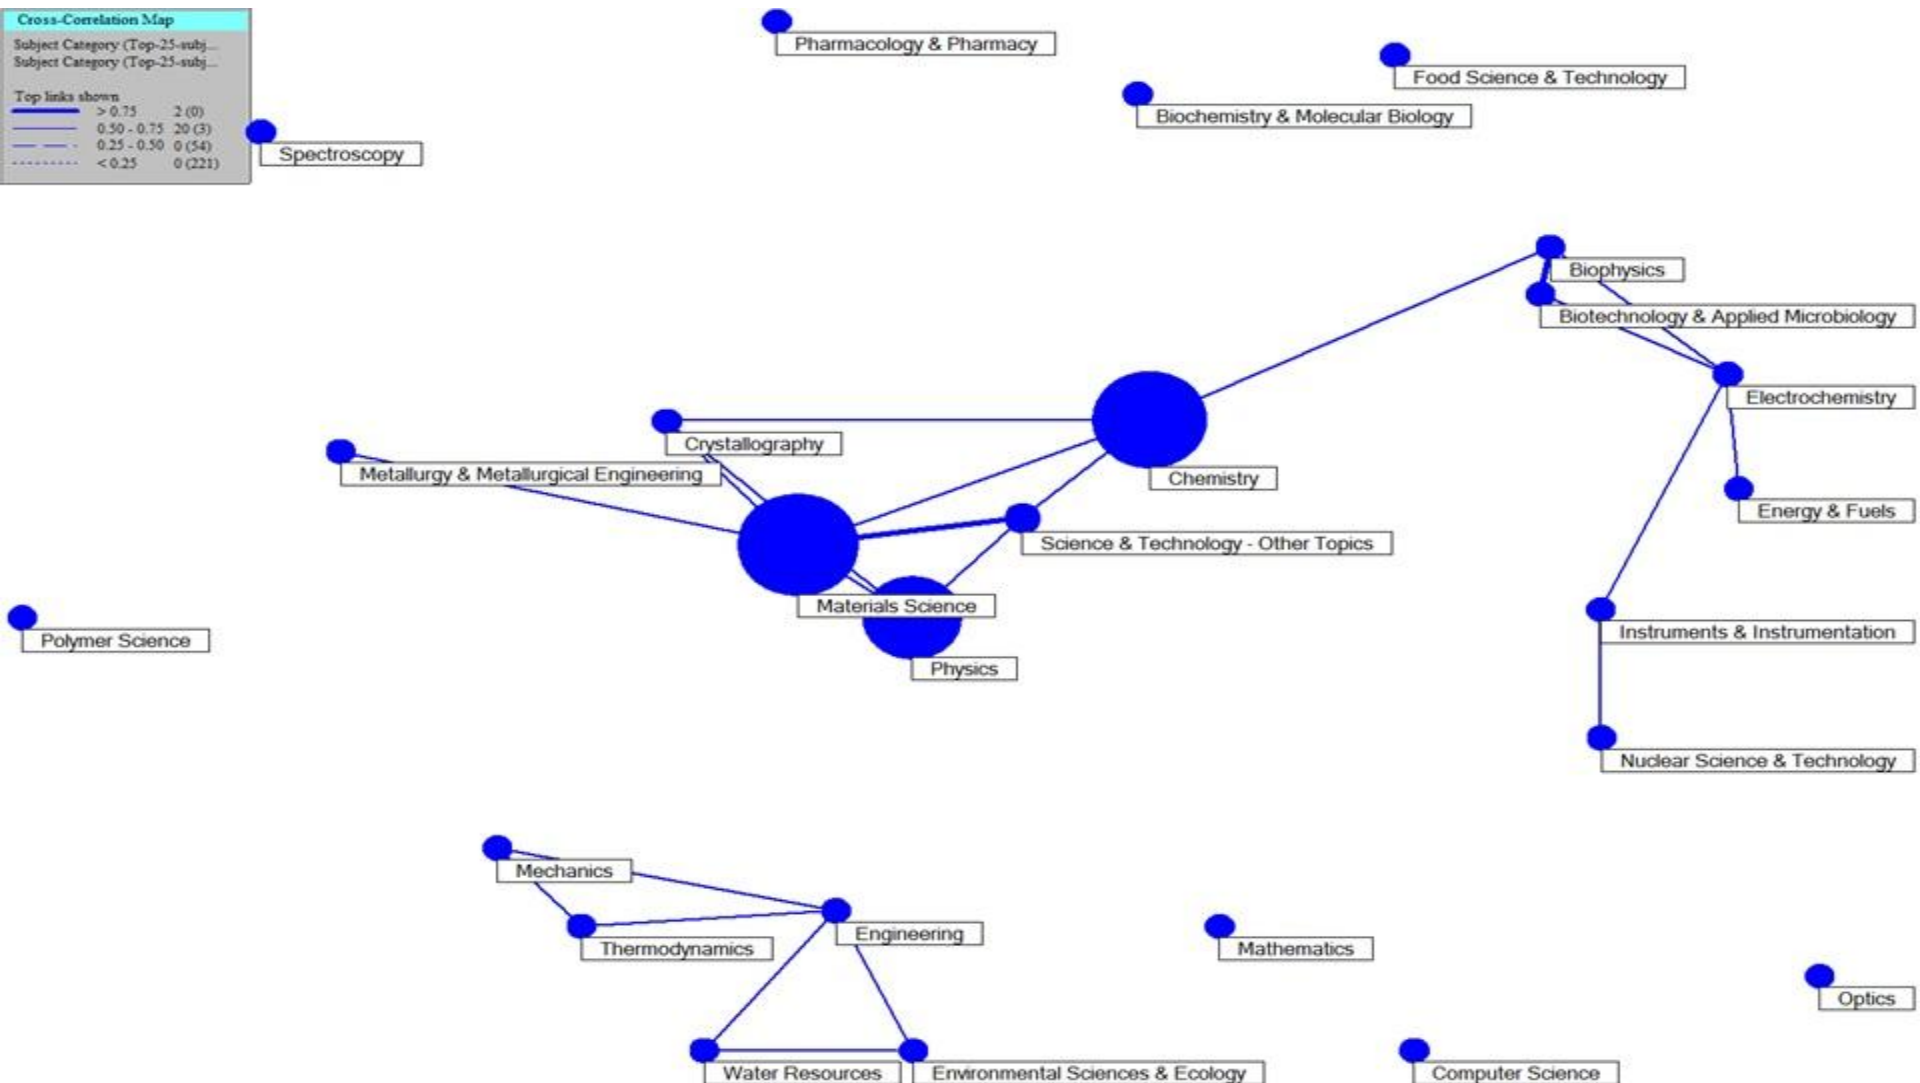 Cross-Correlation Map
Subject Category (Top-25-subj...
Subject Category (Top-25-subj...
Top links shown
> 0.75 2 (0)
0.50 - 0.75 20 (3)
0.25 - 0.50 0 (54)
< 0.25 0 (221)
Pharmacology & Pharmacy
Food Science & Technology
Biochemistry & Molecular Biology
Spectroscopy
Biophysics
Biotechnology & Applied Microbiology
Electrochemistry
Crystallography
Metallurgy & Metallurgical Engineering
Chemistry
Energy & Fuels
Science & Technology - Other Topics
Materials Science
Instruments & Instrumentation
Polymer Science
Physics
Nuclear Science & Technology
Mechanics
Engineering
Thermodynamics
Mathematics
Optics
Water Resources
Environmental Sciences & Ecology
Computer Science